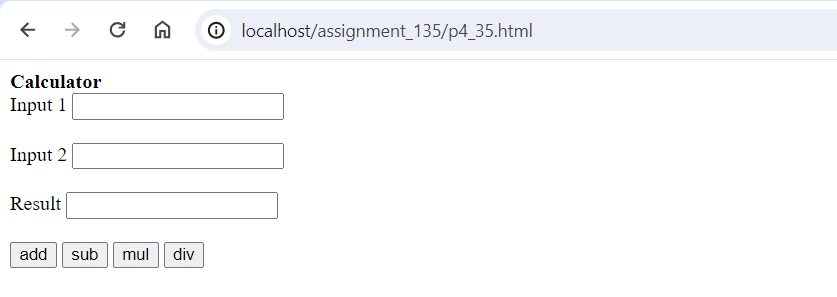 localhost/assignment_135/p4_35.html
Calculator
Input 1
Input 2
Result
add sub mul div